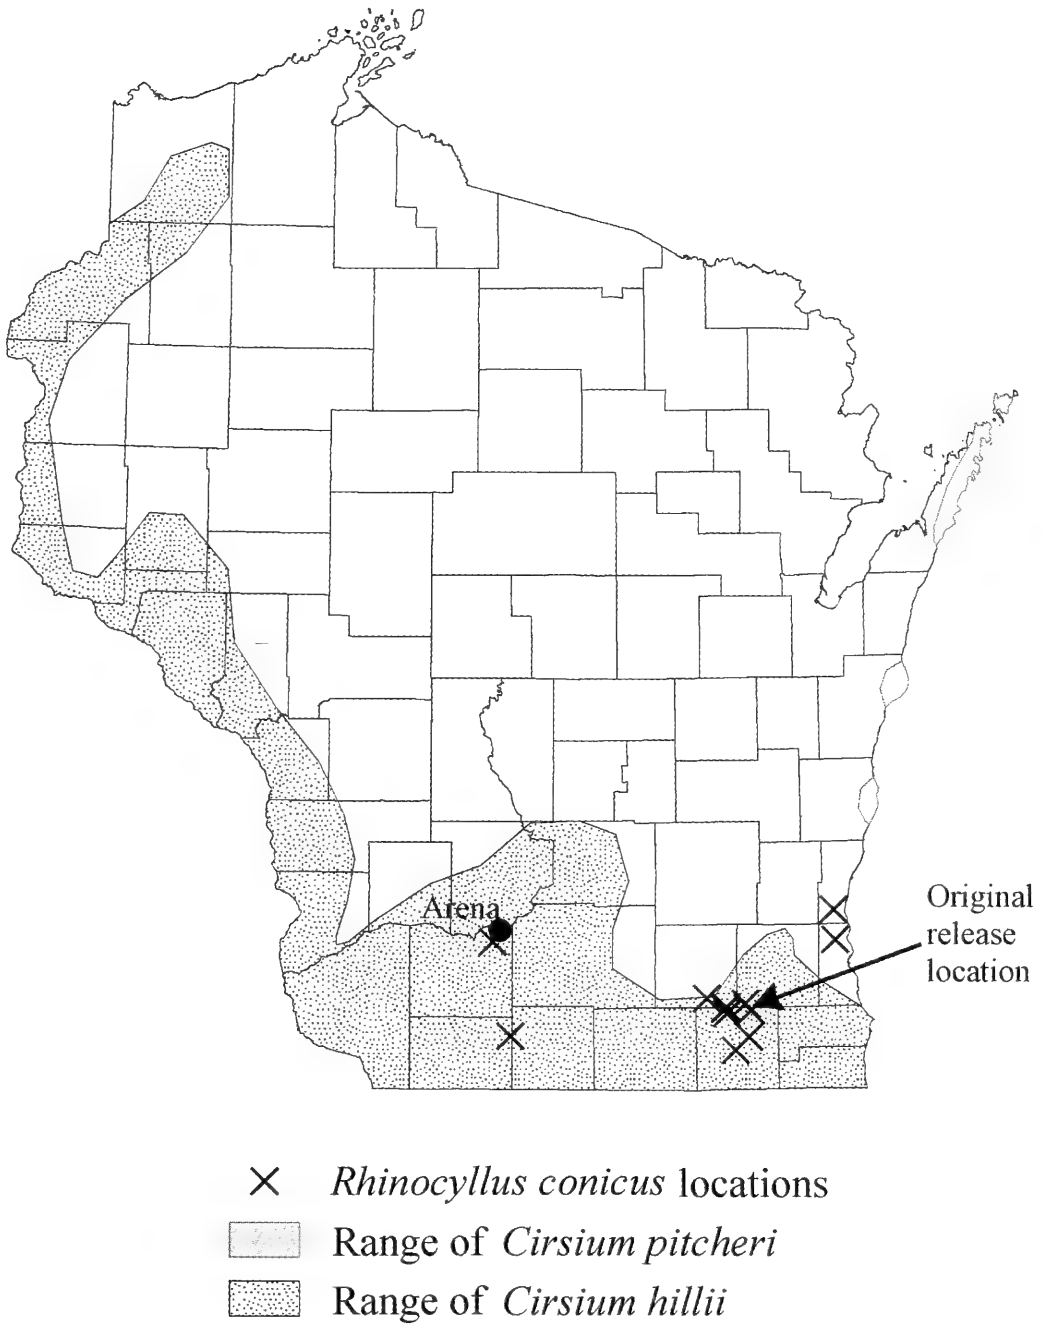 Arena
Original
release
location
Rhinocyllus conicus locations
Range of Cirsium pitcheri
Range of Cirsium hillii